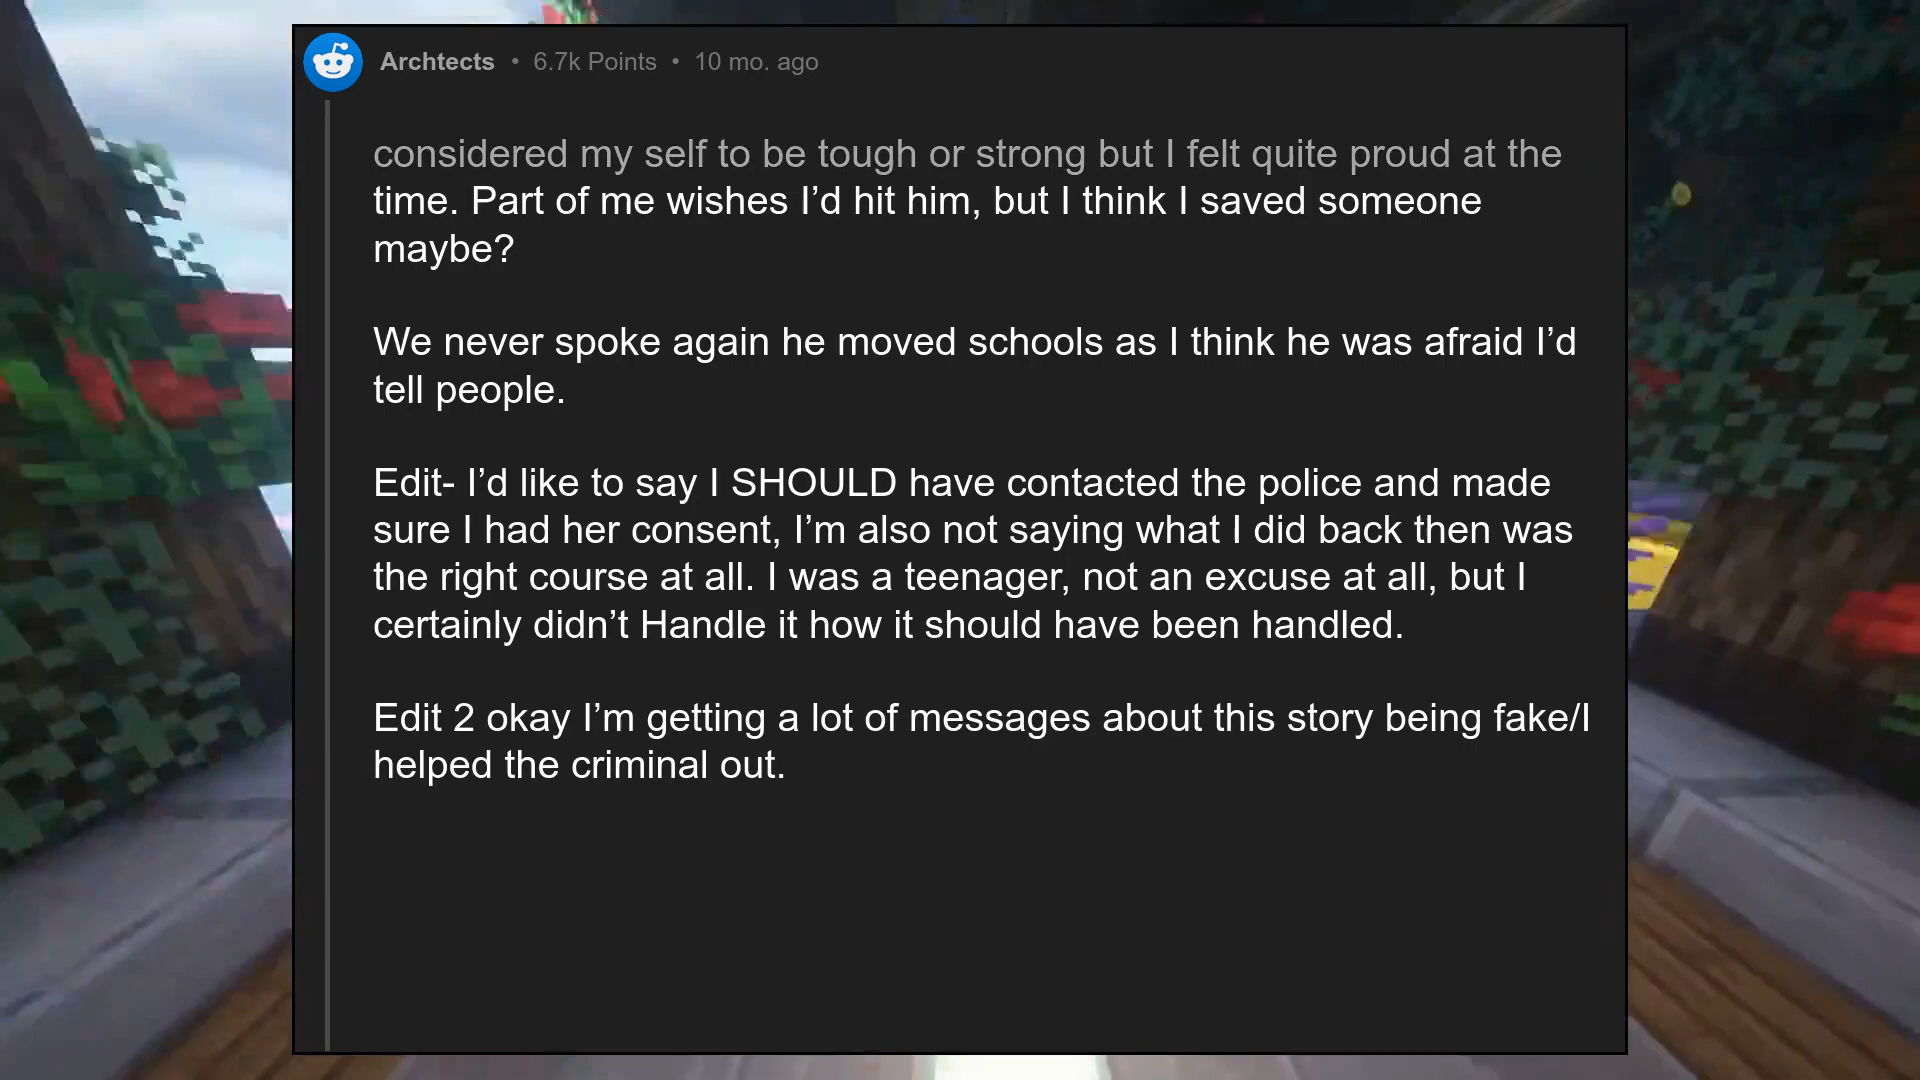 Archtects • 6.7k Points • 10 mo. ago
considered my self to be tough or strong but I felt quite proud at the
time. Part of me wishes I’d hit him, but I think I saved someone
maybe?
We never spoke again he moved schools as I think he was afraid I’d
tell people.
Edit- I’d like to say I SHOULD have contacted the police and made
sure I had her consent, I’m also not saying what I did back then was
the right course at all. I was a teenager, not an excuse at all, but I
certainly didn’t Handle it how it should have been handled.
Edit 2 okay I’m getting a lot of messages about this story being fake/I
helped the criminal out.